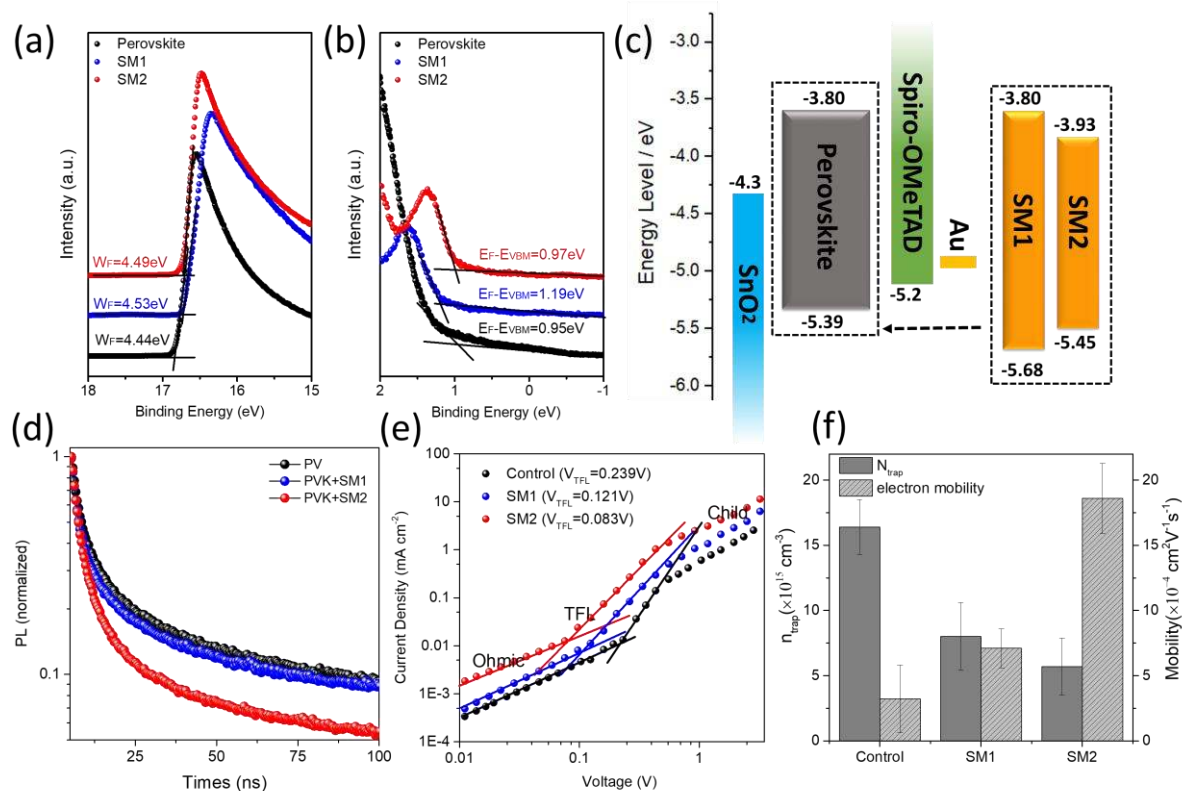 (a)
Perovskite
SM1
SM2
Intensity (a.u.)
WF=4.49eV
WF=4.53eV
WF=4.44eV
18 17 16 15
Binding Energy (eV)
(b)
Perovskite
SM1
SM2
Intensity (a.u.)
EF-EVBM=0.97eV
EF-EVBM=1.19eV
EF-EVBM=0.95eV
2 1 0 -1
Binding Energy (eV)
(c)
Energy Level / eV
-3.0
-3.5
-4.0
-4.5
-5.0
-5.5
-6.0
-4.3
SnO2
-3.80
Perovskite
-5.39
Spiro-OMeTAD
-5.2
Au
-3.80
SM1
-5.68
-3.93
SM2
-5.45
(d)
PV
PVK+SM1
PVK+SM2
PL (normalized)
1
0.1
25 50 75 100
Times (ns)
(e)
Control (VTFL=0.239V)
SM1 (VTFL=0.121V)
SM2 (VTFL=0.083V)
Child
TFL
Ohmic
Current Density (mA cm-2)
100
10
1
0.1
0.01
1E-3
1E-4
0.01 0.1 1
Voltage (V)
(f)
Ntrap
electron mobility
ntrap(×10^15 cm-3)
20
15
10
5
0
Mobility(×10-4 cm2V-1s-1)
20
15
10
5
0
Control SM1 SM2